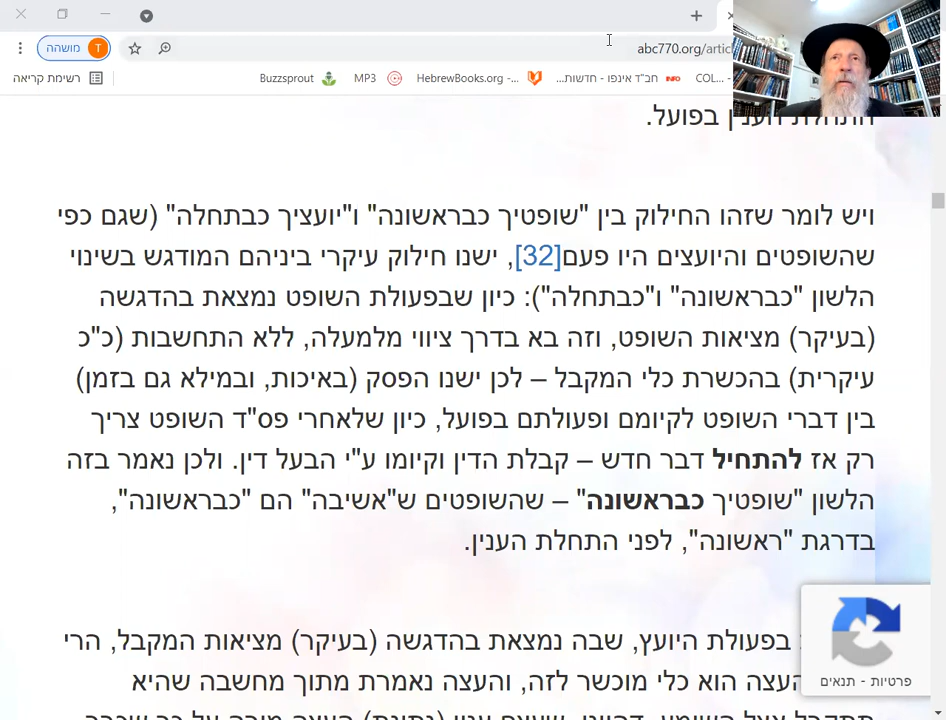 מושהה T
abc770.org/artic
רשימת קריאה
Buzzsprout
MP3
HebrewBooks.org -...
חב"ד אינפו - חדשות...
INFO
COL...
התחלת הענין בפועל.
ויש לומר שזהו החילוק בין "שופטיך כבראשונה" ו"יועציך כבתחלה" (שגם כפי
שהשופטים והיועצים היו פעם[32], ישנו חילוק עיקרי ביניהם המודגש בשינוי
הלשון "כבראשונה" ו"כבתחלה"): כיון שבפעולת השופט נמצאת בהדגשה
(בעיקר) מציאות השופט, וזה בא בדרך ציווי מלמעלה, ללא התחשבות (כ"כ
עיקרית) בהכשרת כלי המקבל – לכן ישנו הפסק (באיכות, ובמילא גם בזמן)
בין דברי השופט לקיומם ופעולתם בפועל, כיון שלאחרי פס"ד השופט צריך
רק אז להתחיל דבר חדש – קבלת הדין וקיומו ע"י הבעל דין. ולכן נאמר בזה
הלשון "שופטיך כבראשונה" – שהשופטים ש"אשיבה" הם "כבראשונה",
בדרגת "ראשונה", לפני התחלת הענין.
בפעולת היועץ, שבה נמצאת בהדגשה (בעיקר) מציאות המקבל, הרי
העצה הוא כלי מוכשר לזה, והעצה נאמרת מתוך מחשבה שהיא
פרטיות - תנאים